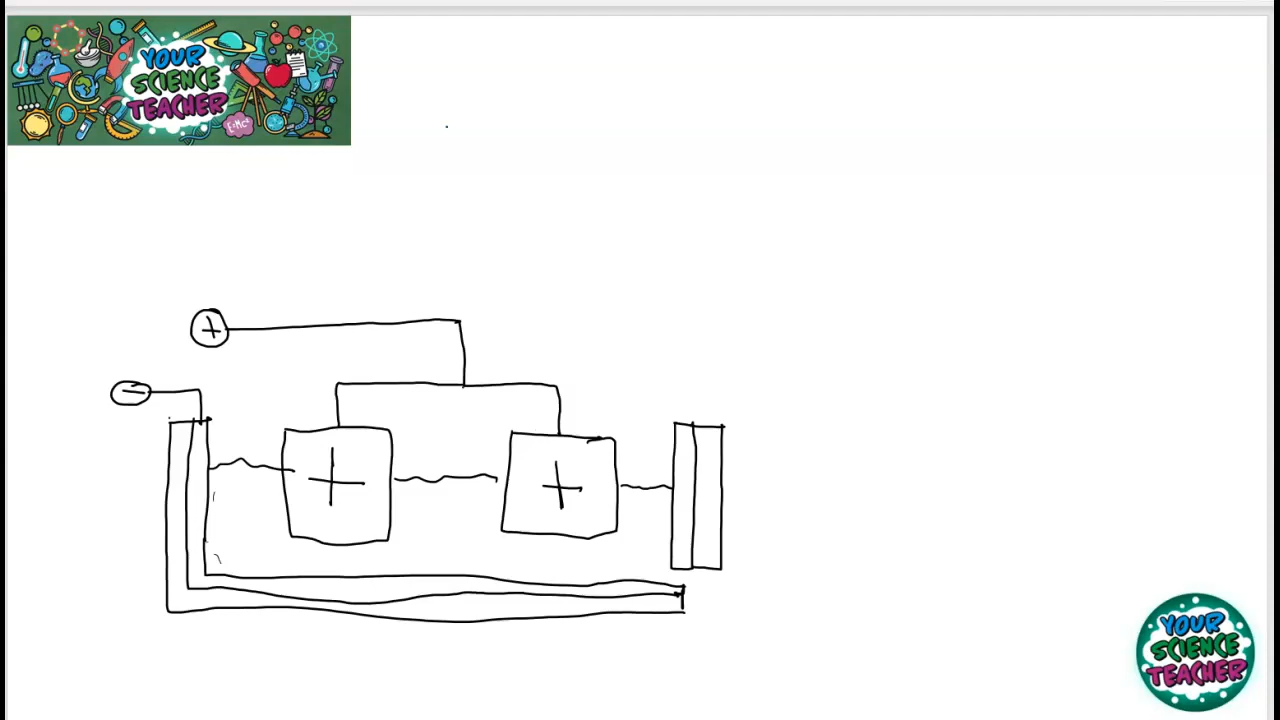 YOUR
SCIENCE
TEACHER
E=MC²
+
−
+
+
YOUR
SCIENCE
TEACHER